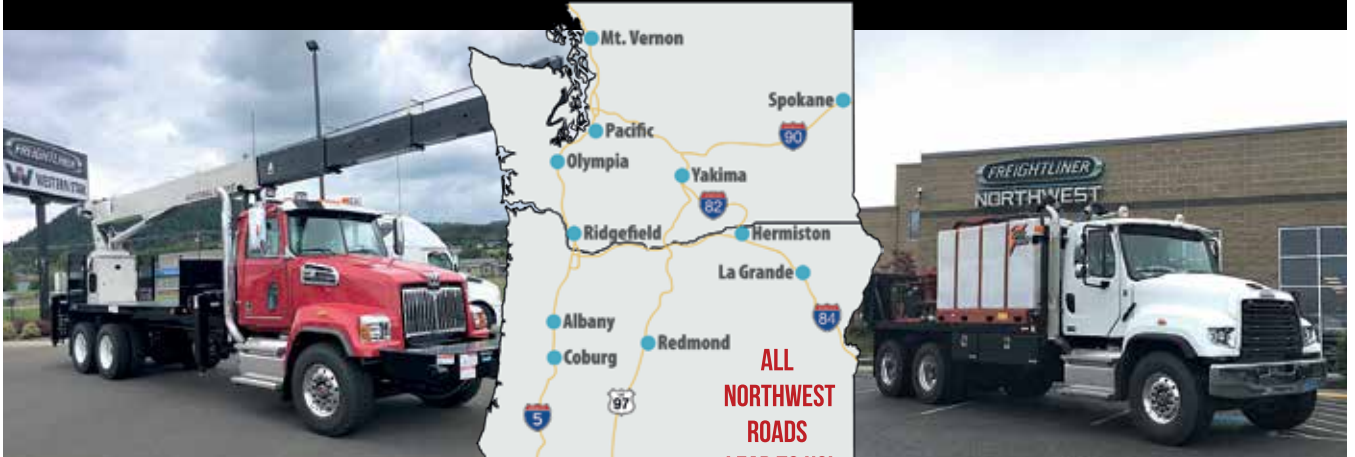 Mt. Vernon
Spokane
90
Pacific
Olympia
Yakima
82
Ridgefield
Hermiston
La Grande
84
Albany
Redmond
Coburg
97
5
ALL
NORTHWEST
ROADS
FREIGHTLINER
WESTERN STAR
FREIGHTLINER
NORTHWEST